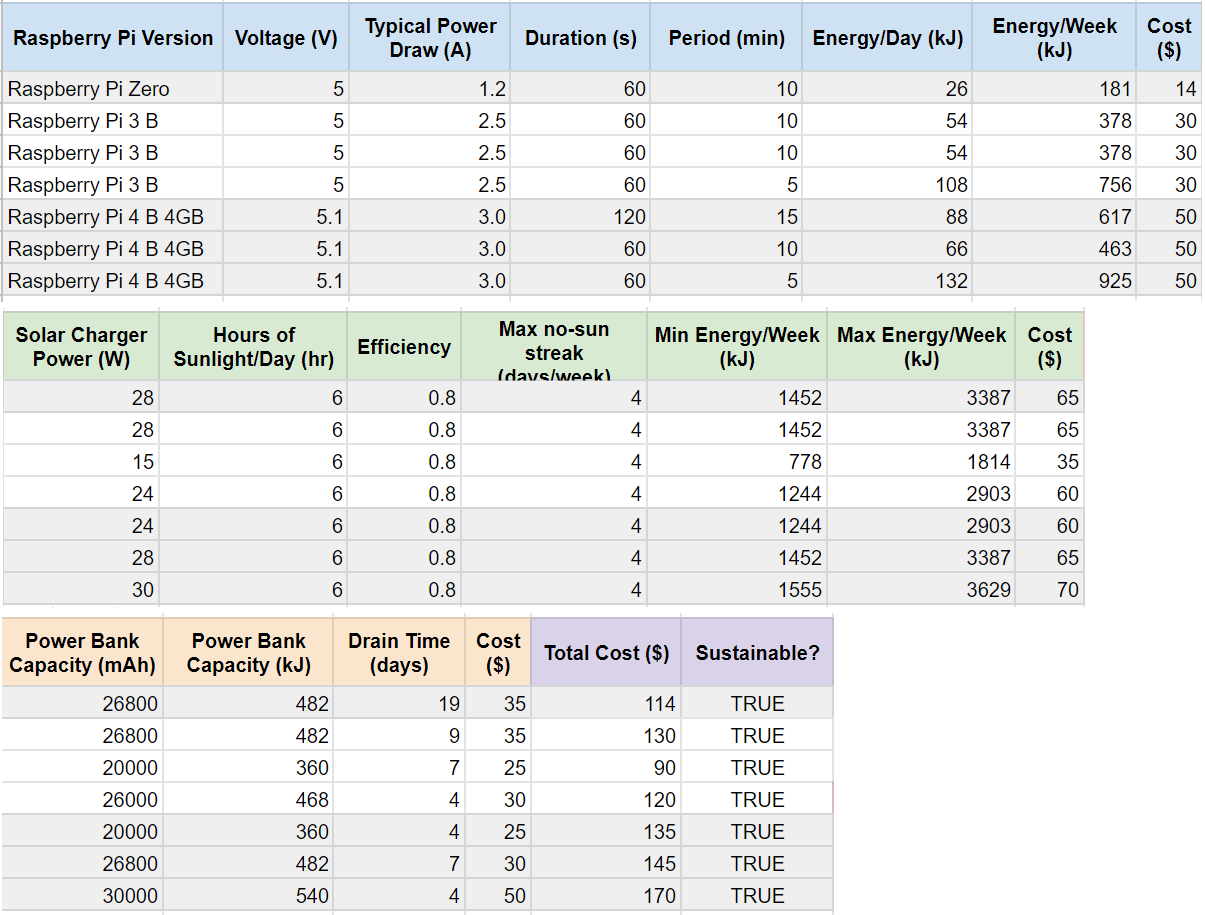 Raspberry Pi Version Voltage (V) Typical Power Draw (A) Duration (s) Period (min) Energy/Day (kJ) Energy/Week (kJ) Cost ($)
Raspberry Pi Zero 5 1.2 60 10 26 181 14
Raspberry Pi 3 B 5 2.5 60 10 54 378 30
Raspberry Pi 3 B 5 2.5 60 10 54 378 30
Raspberry Pi 3 B 5 2.5 60 5 108 756 30
Raspberry Pi 4 B 4GB 5.1 3.0 120 15 88 617 50
Raspberry Pi 4 B 4GB 5.1 3.0 60 10 66 463 50
Raspberry Pi 4 B 4GB 5.1 3.0 60 5 132 925 50
Solar Charger Power (W) Hours of Sunlight/Day (hr) Efficiency Max no-sun streak (days/week) Min Energy/Week (kJ) Max Energy/Week (kJ) Cost ($)
28 6 0.8 4 1452 3387 65
28 6 0.8 4 1452 3387 65
15 6 0.8 4 778 1814 35
24 6 0.8 4 1244 2903 60
24 6 0.8 4 1244 2903 60
28 6 0.8 4 1452 3387 65
30 6 0.8 4 1555 3629 70
Power Bank Capacity (mAh) Power Bank Capacity (kJ) Drain Time (days) Cost ($) Total Cost ($) Sustainable?
26800 482 19 35 114 TRUE
26800 482 9 35 130 TRUE
20000 360 7 25 90 TRUE
26000 468 4 30 120 TRUE
20000 360 4 25 135 TRUE
26800 482 7 30 145 TRUE
30000 540 4 50 170 TRUE